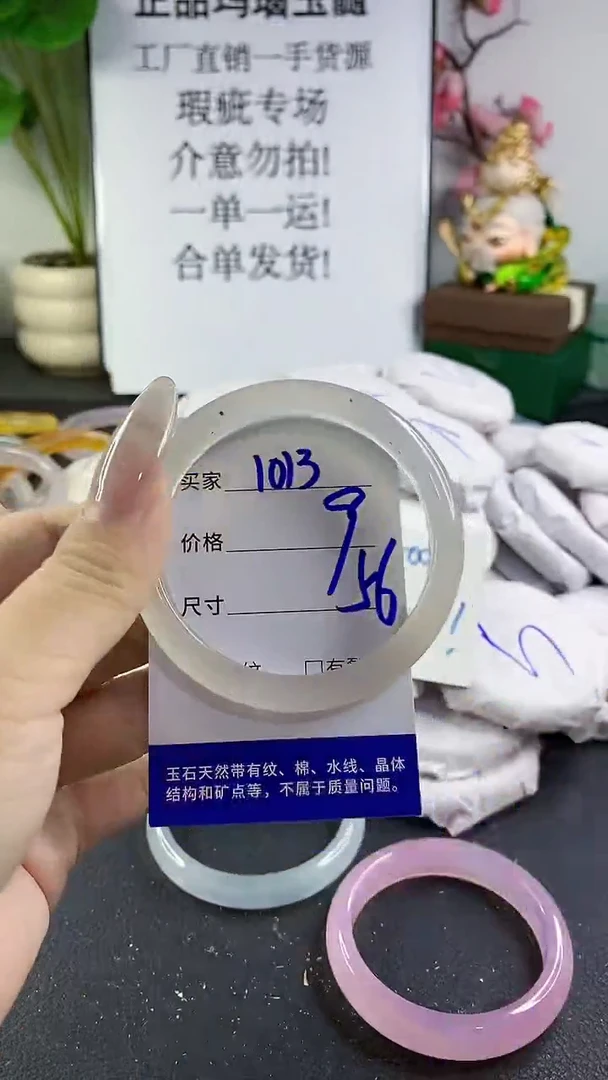 正品玛瑙玉髓
工厂直销一手货源
瑕疵专场
介意勿拍!
一单一运!
合单发货!
买家 1013
价格 9
尺寸 56
纹 口有
玉石天然带有纹、棉、水线、晶体
结构和矿点等，不属于质量问题。